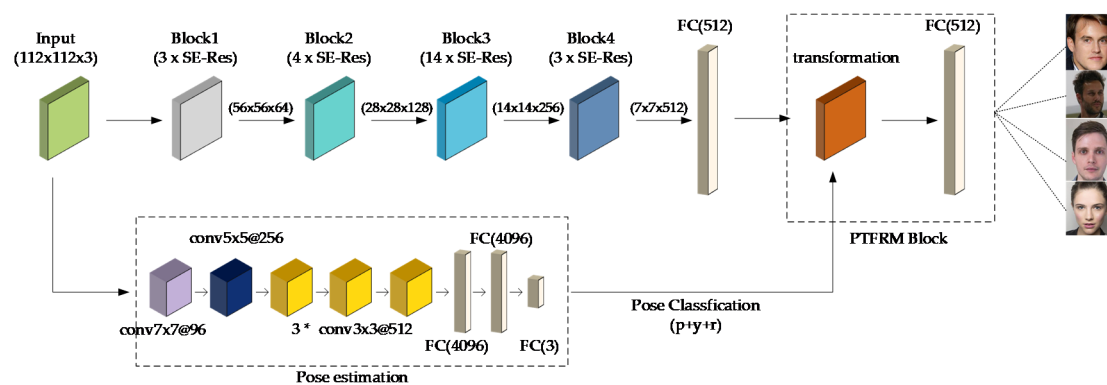 Input
(112x112x3)
Block1
(3 x SE-Res)
Block2
(4 x SE-Res)
Block3
(14 x SE-Res)
Block4
(3 x SE-Res)
FC(512)
FC(512)
transformation
(56x56x64)
(28x28x128)
(14x14x256)
(7x7x512)
PTFRM Block
conv5x5@256
FC(4096)
conv7x7@96
3 *
conv3x3@512
FC(4096)
FC(3)
Pose estimation
Pose Classfication
(p+y+r)